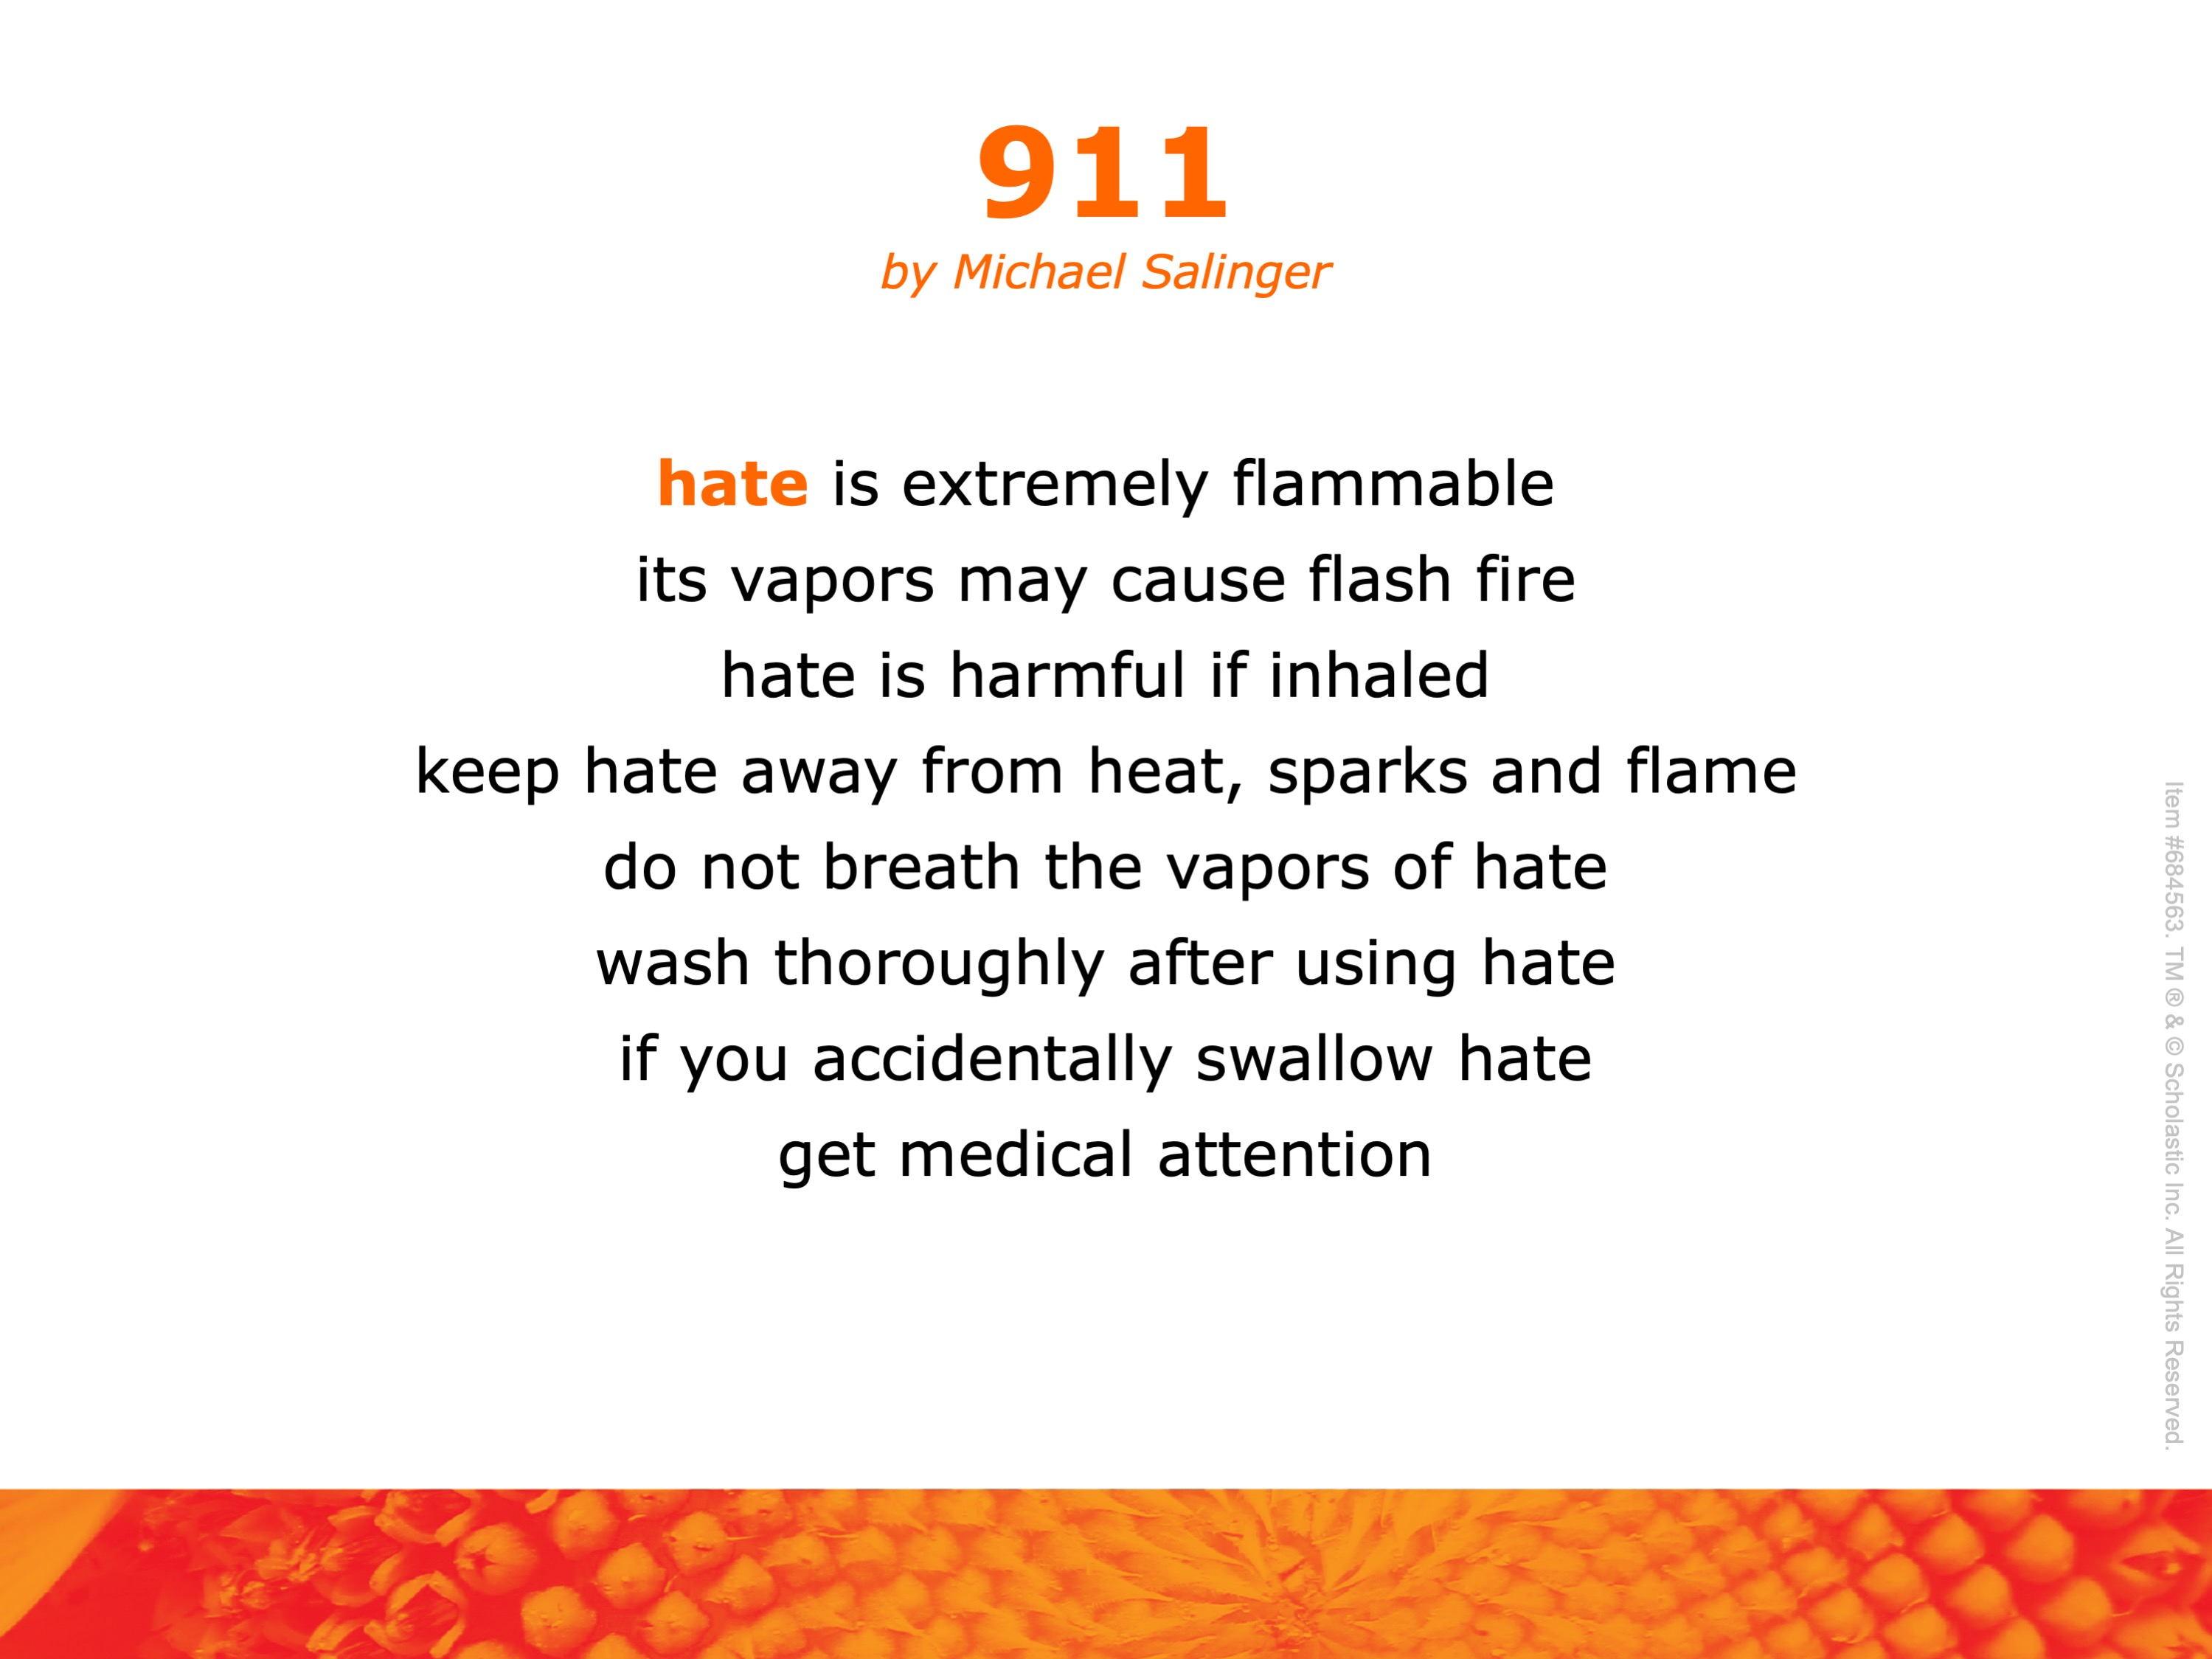 911
by Michael Salinger
hate is extremely flammable
its vapors may cause flash fire
hate is harmful if inhaled
keep hate away from heat, sparks and flame
do not breath the vapors of hate
wash thoroughly after using hate
if you accidentally swallow hate
get medical attention
Item #684563. TM ® & © Scholastic Inc. All Rights Reserved.